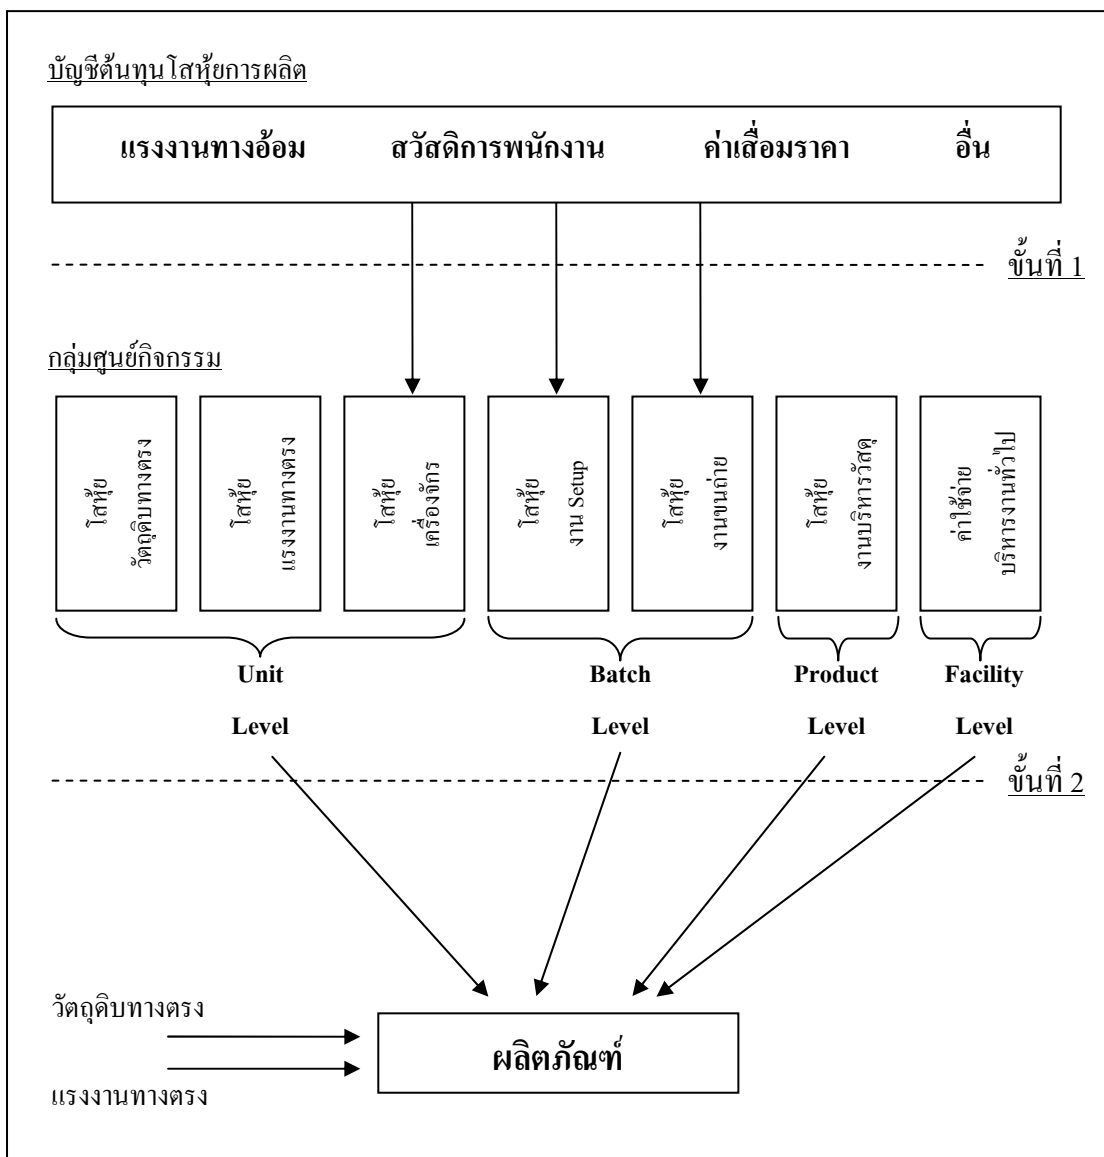 บัญชีต้นทุนโสหุ้ยการผลิต
แรงงานทางอ้อม สวัสดิการพนักงาน ค่าเสื่อมราคา อื่น
ขั้นที่ 1
กลุ่มศูนย์กิจกรรม
โสหุ้ย
วัตถุดิบทางตรง
โสหุ้ย
แรงงานทางตรง
โสหุ้ย
เครื่องจักร
โสหุ้ย
งาน Setup
โสหุ้ย
งานขนถ่าย
โสหุ้ย
งานบริหารวัสดุ
ค่าใช้จ่าย
บริหารงานทั่วไป
Unit
Level
Batch
Level
Product
Level
Facility
Level
ขั้นที่ 2
วัตถุดิบทางตรง
ผลิตภัณฑ์
แรงงานทางตรง